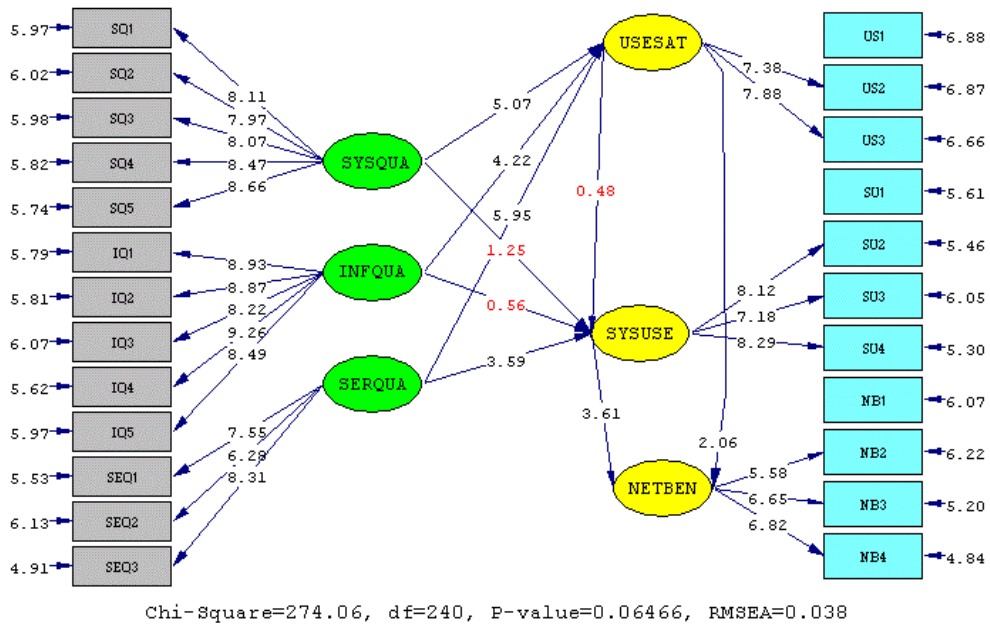 5.97 SQ1
6.02 SQ2
5.98 SQ3
5.82 SQ4
5.74 SQ5
5.79 IQ1
5.81 IQ2
6.07 IQ3
5.62 IQ4
5.97 IQ5
5.53 SEQ1
6.13 SEQ2
4.91 SEQ3
8.11
7.97
8.07
8.47
8.66
8.93
8.87
8.22
9.26
8.49
7.55
6.28
8.31
SYSQUA
INFQUA
SERQUA
5.07
4.22
5.95
1.25
0.56
3.59
USESAT
0.48
SYSUSE
3.61
2.06
NETBEN
7.38
7.88
8.12
7.18
8.29
5.58
6.65
6.82
US1 6.88
US2 6.87
US3 6.66
SU1 5.61
SU2 5.46
SU3 6.05
SU4 5.30
NB1 6.07
NB2 6.22
NB3 5.20
NB4 4.84
Chi-Square=274.06, df=240, P-value=0.06466, RMSEA=0.038